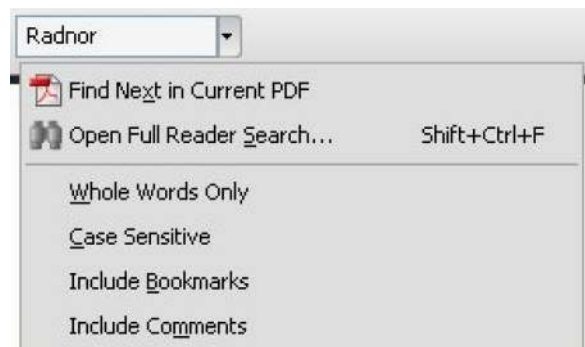 Radnor
Find Next in Current PDF
Open Full Reader Search... Shift+Ctrl+F
Whole Words Only
Case Sensitive
Include Bookmarks
Include Comments